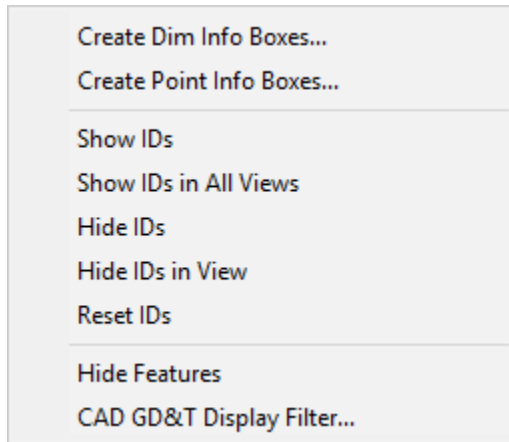 Create Dim Info Boxes...
Create Point Info Boxes...
Show IDs
Show IDs in All Views
Hide IDs
Hide IDs in View
Reset IDs
Hide Features
CAD GD&T Display Filter...